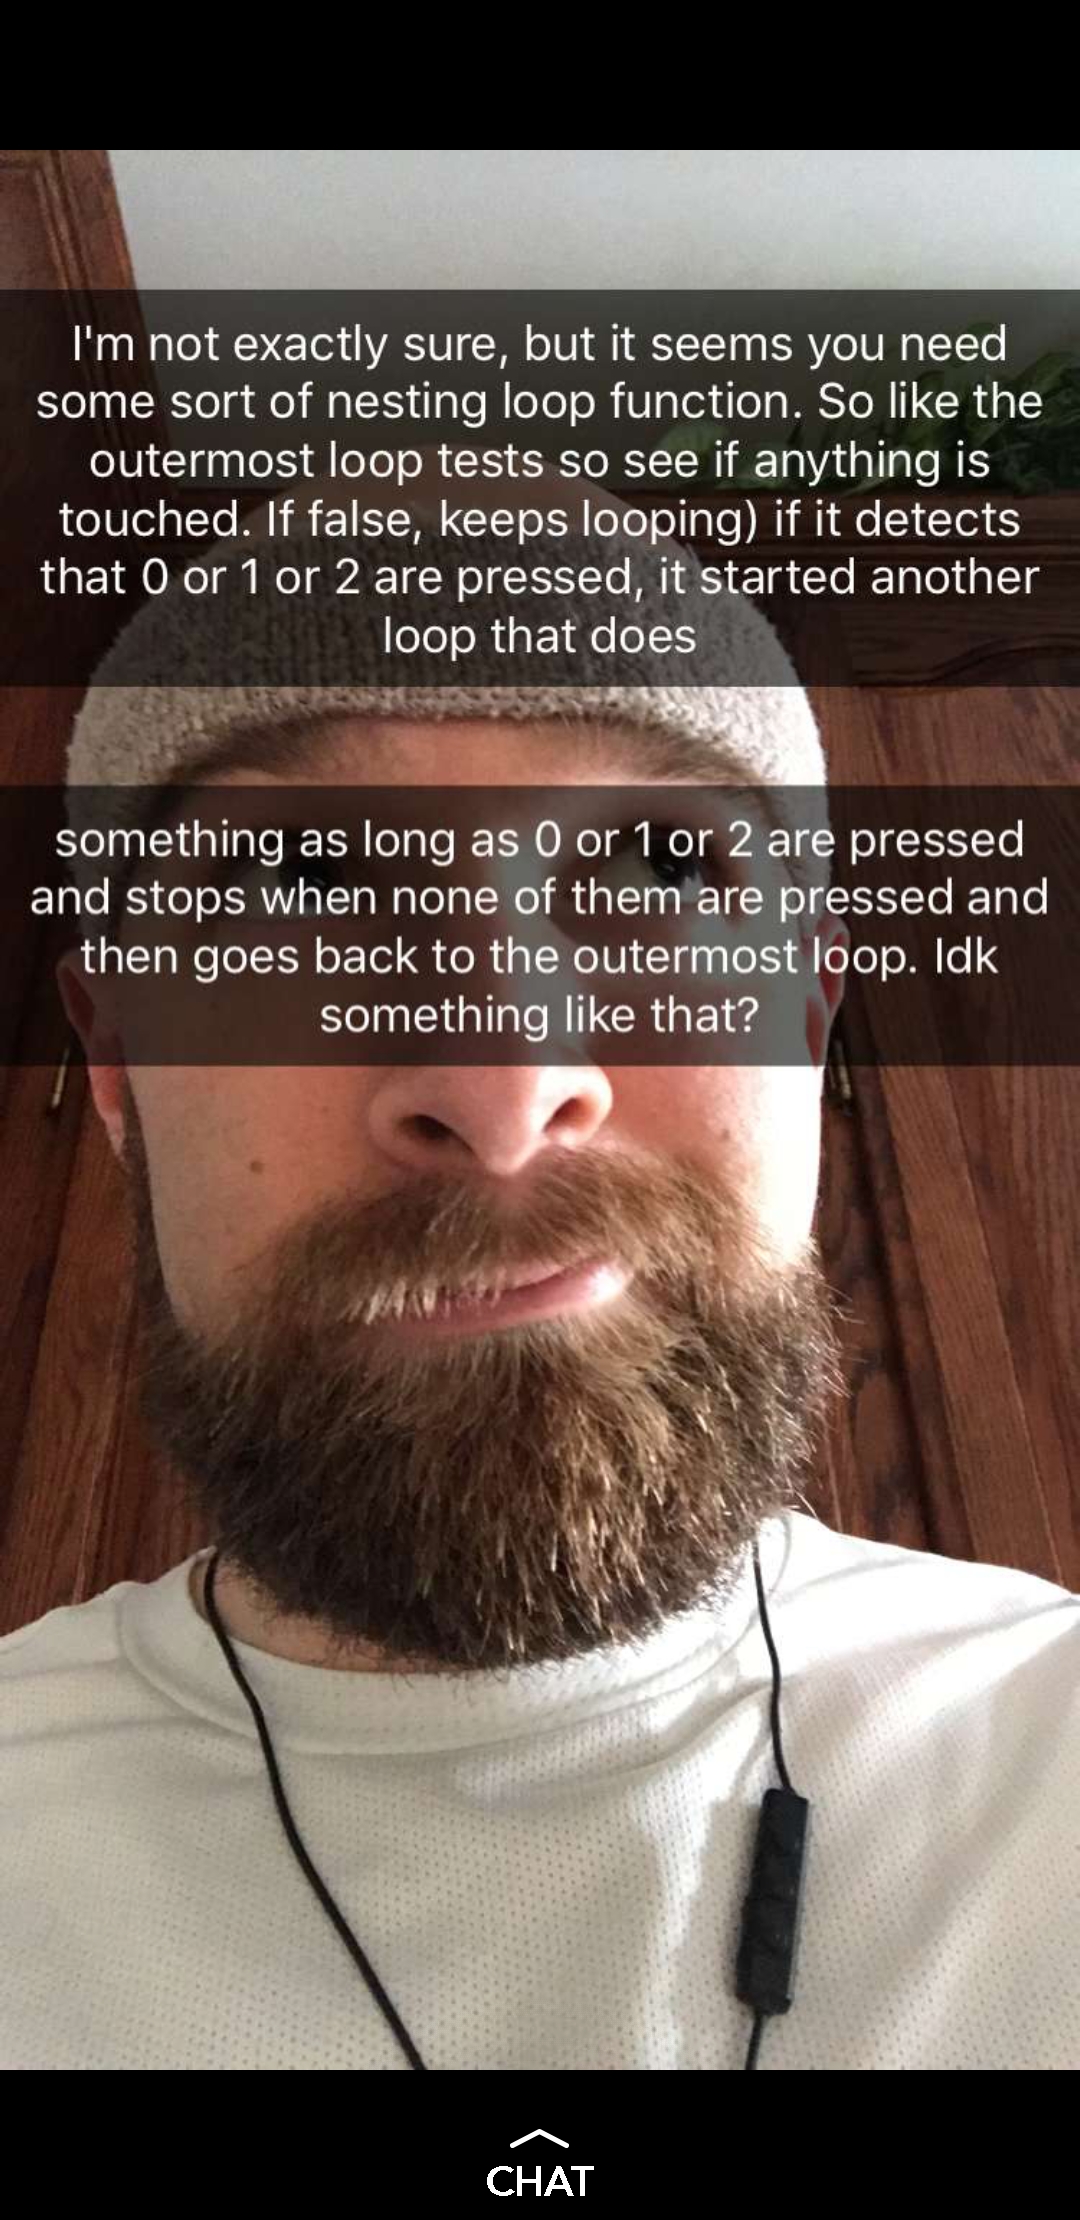 I'm not exactly sure, but it seems you need
some sort of nesting loop function. So like the
outermost loop tests so see if anything is
touched. If false, keeps looping) if it detects
that 0 or 1 or 2 are pressed, it started another
loop that does
something as long as 0 or 1 or 2 are pressed
and stops when none of them are pressed and
then goes back to the outermost loop. Idk
something like that?
CHAT